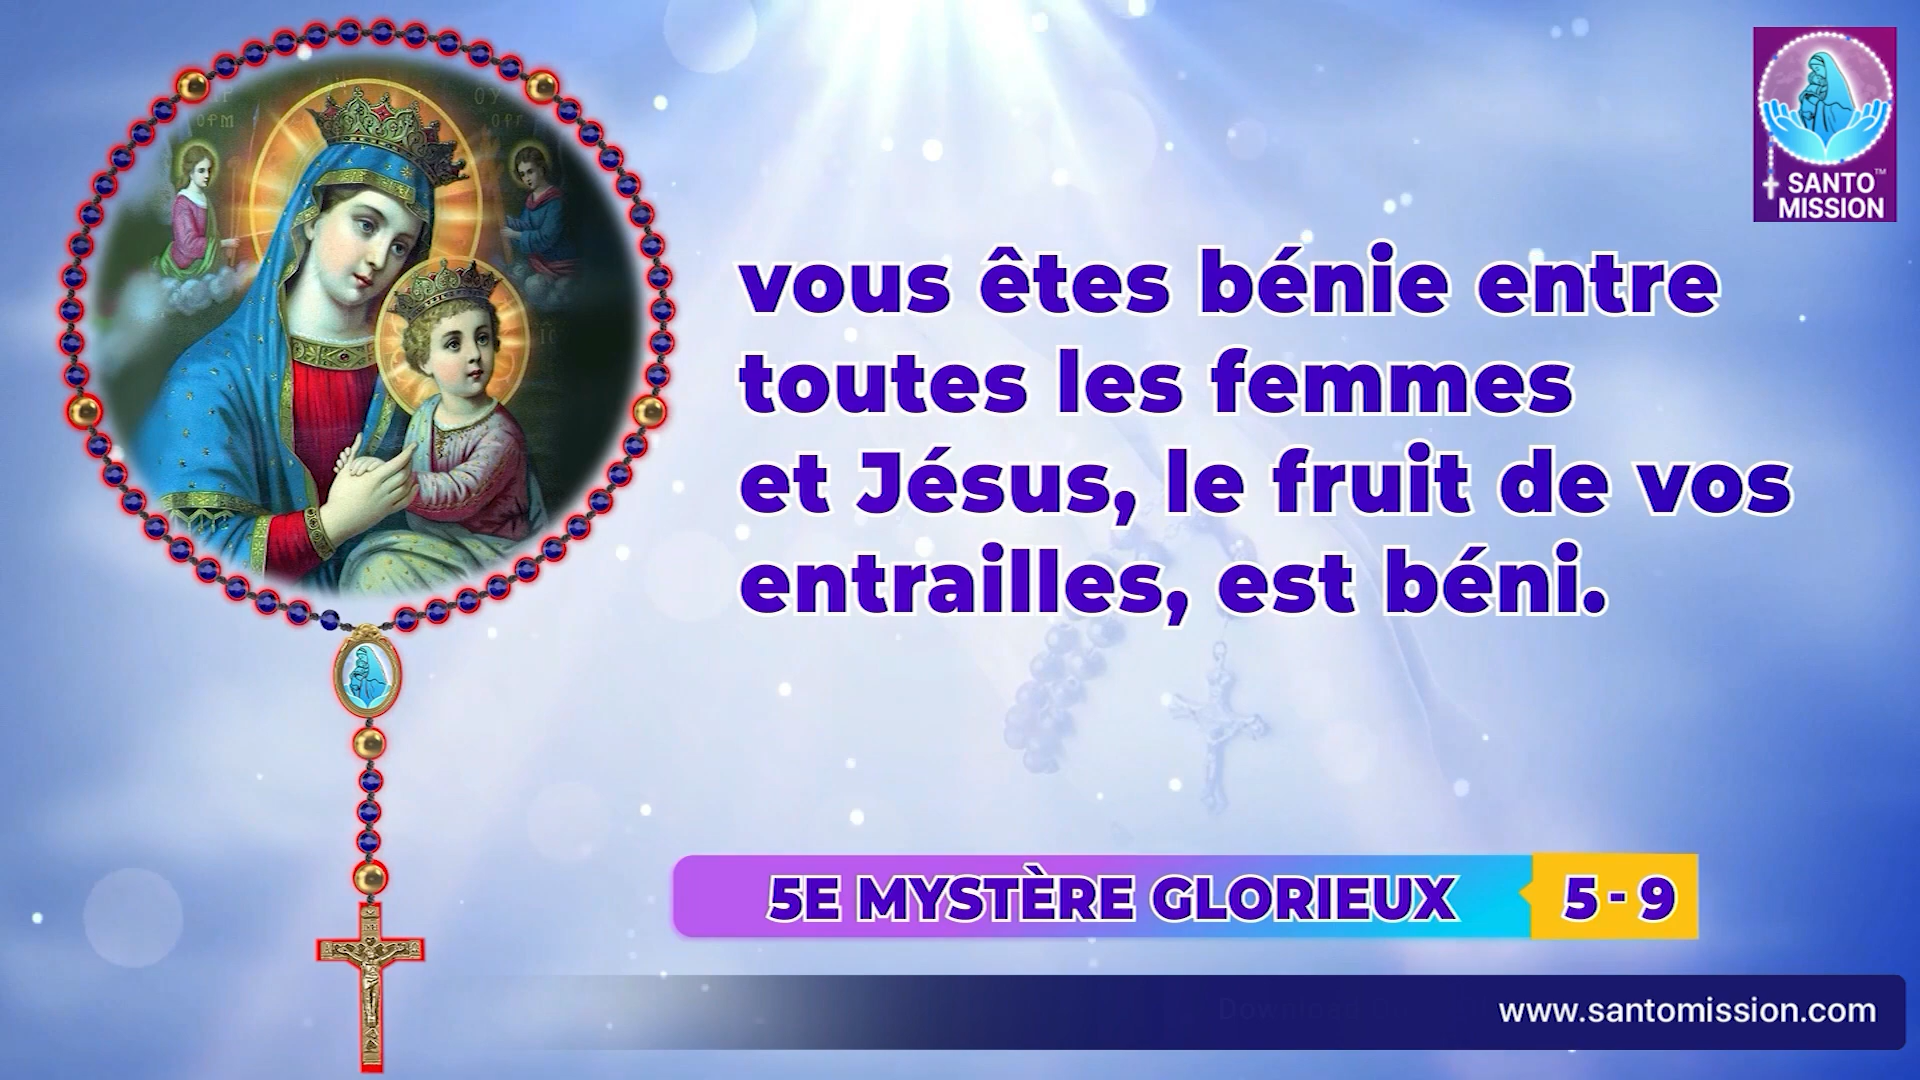 SANTO™
MISSION
vous êtes bénie entre
toutes les femmes
et Jésus, le fruit de vos
entrailles, est béni.
5E MYSTÈRE GLORIEUX 5 - 9
www.santomission.com